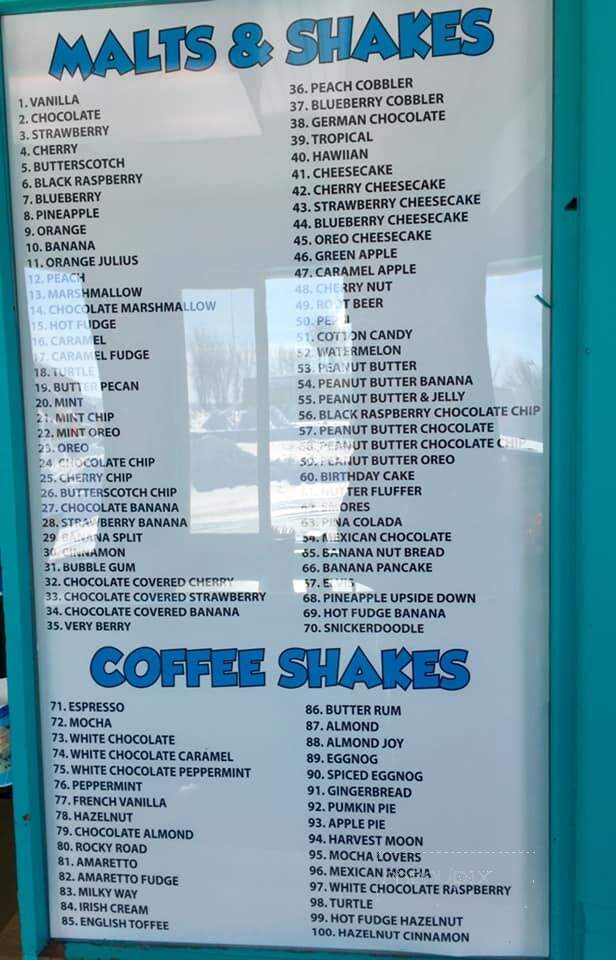 MALTS & SHAKES
1. VANILLA
2. CHOCOLATE
3. STRAWBERRY
4. CHERRY
5. BUTTERSCOTCH
6. BLACK RASPBERRY
7. BLUEBERRY
8. PINEAPPLE
9. ORANGE
10. BANANA
11. ORANGE JULIUS
12. PEACH
13. MARSHMALLOW
14. CHOCOLATE MARSHMALLOW
15. HOT FUDGE
16. CARAMEL
17. CARAMEL FUDGE
18. TURTLE
19. BUTTER PECAN
20. MINT
21. MINT CHIP
22. MINT OREO
23. OREO
24. CHOCOLATE CHIP
25. CHERRY CHIP
26. BUTTERSCOTCH CHIP
27. CHOCOLATE BANANA
28. STRAWBERRY BANANA
29. BANANA SPLIT
30. CINNAMON
31. BUBBLE GUM
32. CHOCOLATE COVERED CHERRY
33. CHOCOLATE COVERED STRAWBERRY
34. CHOCOLATE COVERED BANANA
35. VERY BERRY
36. PEACH COBBLER
37. BLUEBERRY COBBLER
38. GERMAN CHOCOLATE
39. TROPICAL
40. HAWIIAN
41. CHEESECAKE
42. CHERRY CHEESECAKE
43. STRAWBERRY CHEESECAKE
44. BLUEBERRY CHEESECAKE
45. OREO CHEESECAKE
46. GREEN APPLE
47. CARAMEL APPLE
48. CHERRY NUT
49. ROOT BEER
50.
51. COTTON CANDY
52. WATERMELON
53. PEANUT BUTTER
54. PEANUT BUTTER BANANA
55. PEANUT BUTTER & JELLY
56. BLACK RASPBERRY CHOCOLATE CHIP
57. PEANUT BUTTER CHOCOLATE
58. PEANUT BUTTER CHOCOLATE CHIP
59. PEANUT BUTTER OREO
60. BIRTHDAY CAKE
61. NUTTER FLUFFER
62. SMORES
63. PINA COLADA
64. MEXICAN CHOCOLATE
65. BANANA NUT BREAD
66. BANANA PANCAKE
67. ELVIS
68. PINEAPPLE UPSIDE DOWN
69. HOT FUDGE BANANA
70. SNICKERDOODLE
COFFEE SHAKES
71. ESPRESSO
72. MOCHA
73. WHITE CHOCOLATE
74. WHITE CHOCOLATE CARAMEL
75. WHITE CHOCOLATE PEPPERMINT
76. PEPPERMINT
77. FRENCH VANILLA
78. HAZELNUT
79. CHOCOLATE ALMOND
80. ROCKY ROAD
81. AMARETTO
82. AMARETTO FUDGE
83. MILKY WAY
84. IRISH CREAM
85. ENGLISH TOFFEE
86. BUTTER RUM
87. ALMOND
88. ALMOND JOY
89. EGGNOG
90. SPICED EGGNOG
91. GINGERBREAD
92. PUMKIN PIE
93. APPLE PIE
94. HARVEST MOON
95. MOCHA LOVERS
96. MEXICAN MOCHA
97. WHITE CHOCOLATE RASPBERRY
98. TURTLE
99. HOT FUDGE HAZELNUT
100. HAZELNUT CINNAMON